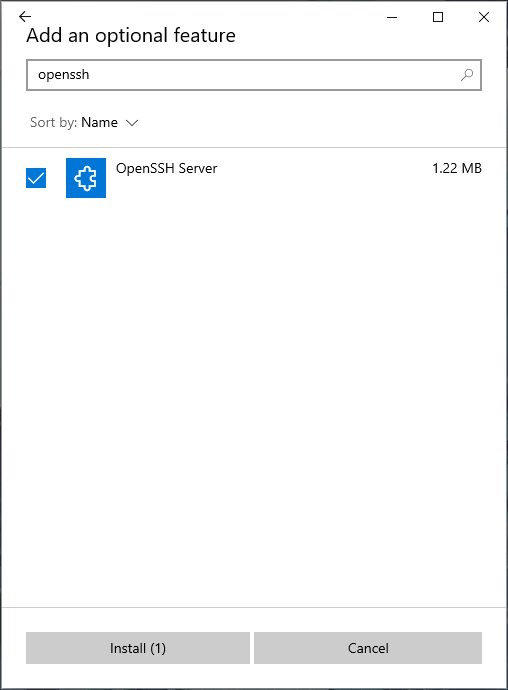 Add an optional feature
openssh
Sort by: Name
OpenSSH Server 1.22 MB
Install (1) Cancel